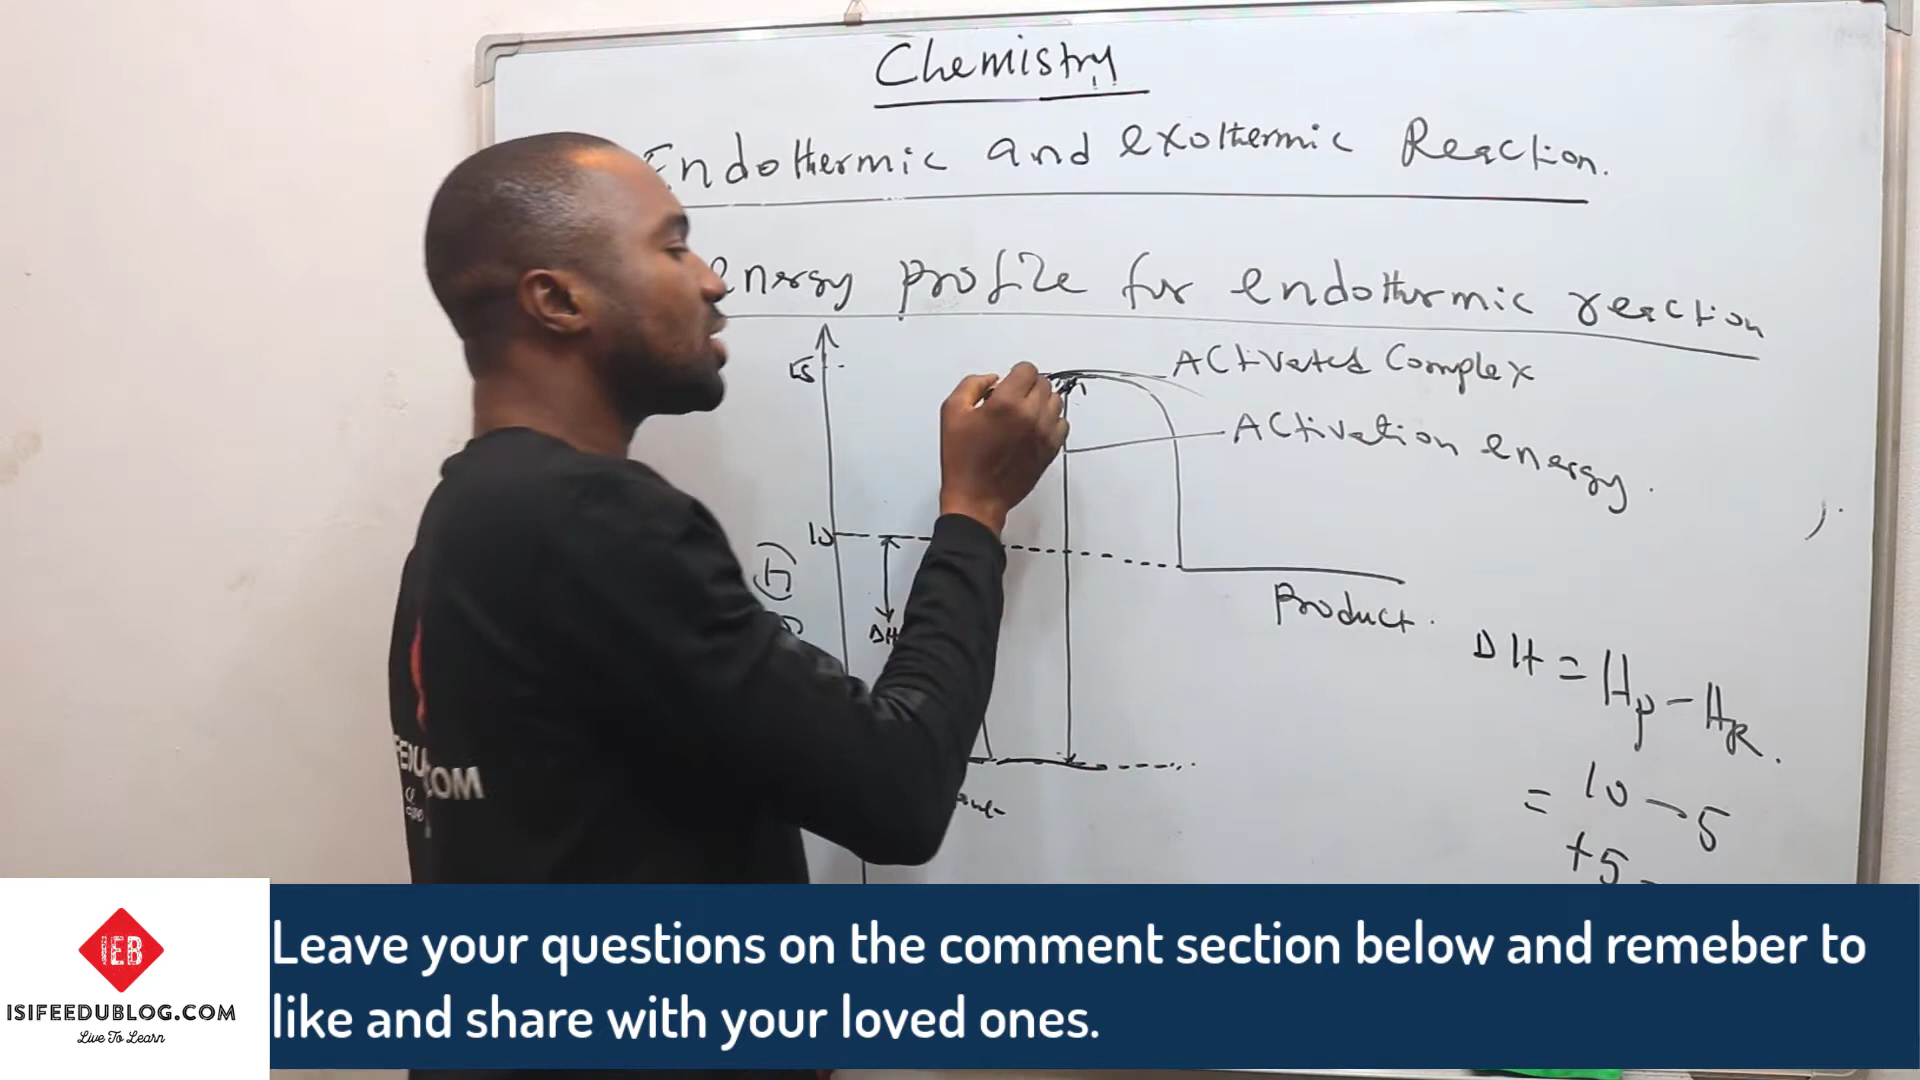 Chemistry
Endothermic and exothermic Reaction.
energy profile for endothermic reaction
15
Activated Complex
Activation energy.
10
H
ΔH
Product.
ΔH = Hp - HR.
= 10 - 5
+5
COM
IEB
ISIFEEDUBLOG.COM
Live To Learn
Leave your questions on the comment section below and remeber to
like and share with your loved ones.